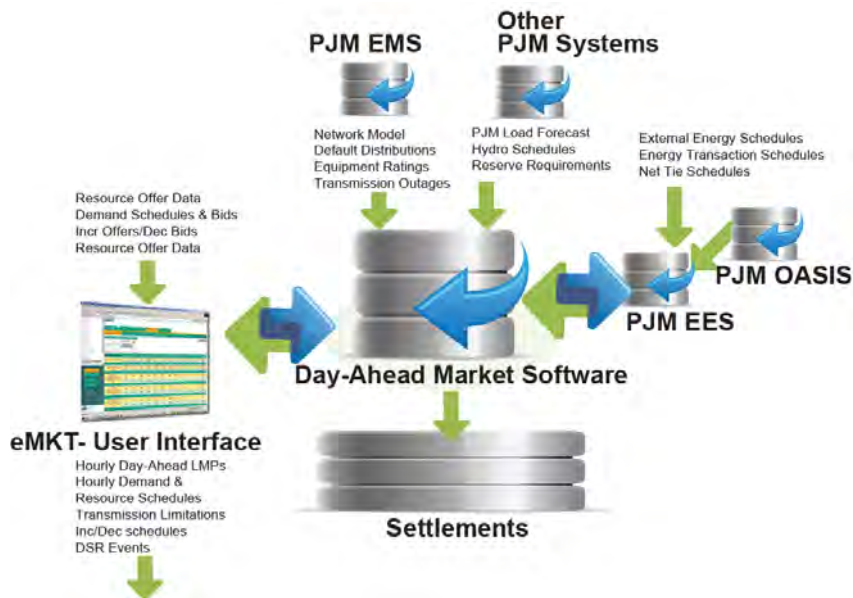 PJM EMS
Network Model
Default Distributions
Equipment Ratings
Transmission Outages
Other
PJM Systems
PJM Load Forecast
Hydro Schedules
Reserve Requirements
External Energy Schedules
Energy Transaction Schedules
Net Tie Schedules
Resource Offer Data
Demand Schedules & Bids
Incr Offers/Dec Bids
Resource Offer Data
PJM OASIS
PJM EES
Day-Ahead Market Software
eMKT- User Interface
Hourly Day-Ahead LMPs
Hourly Demand &
Resource Schedules
Transmission Limitations
Inc/Dec schedules
DSR Events
Settlements